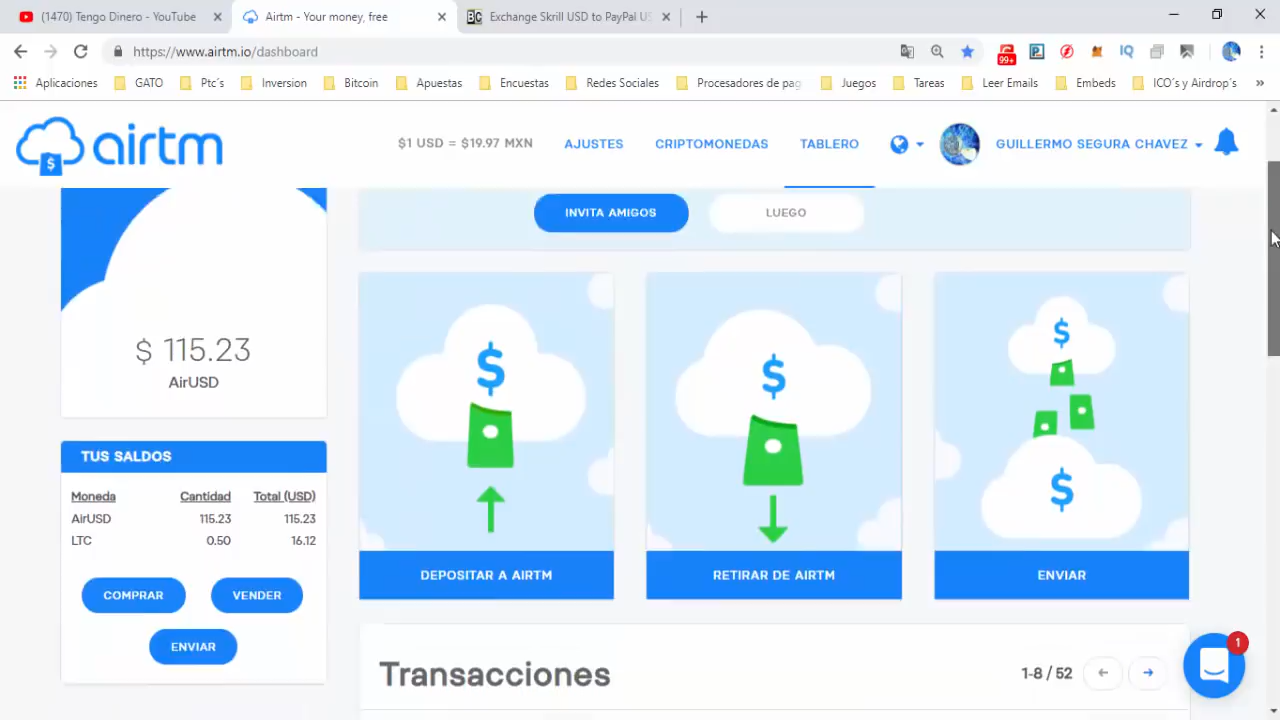 (1470) Tengo Dinero - YouTube
Airtm - Your money, free
Exchange Skrill USD to PayPal US
https://www.airtm.io/dashboard
99+
IQ
Aplicaciones
GATO
Ptc´s
Inversion
Bitcoin
Apuestas
Encuestas
Redes Sociales
Procesadores de pag
Juegos
Tareas
Leer Emails
Embeds
ICO´s y Airdrop´s
»
airtm
$1 USD = $19.97 MXN
AJUSTES
CRIPTOMONEDAS
TABLERO
GUILLERMO SEGURA CHAVEZ
INVITA AMIGOS
LUEGO
$ 115.23
AirUSD
TUS SALDOS
Moneda Cantidad Total (USD)
AirUSD 115.23 115.23
LTC 0.50 16.12
COMPRAR
VENDER
ENVIAR
$
DEPOSITAR A AIRTM
$
RETIRAR DE AIRTM
$
$
ENVIAR
Transacciones
1-8 / 52
1